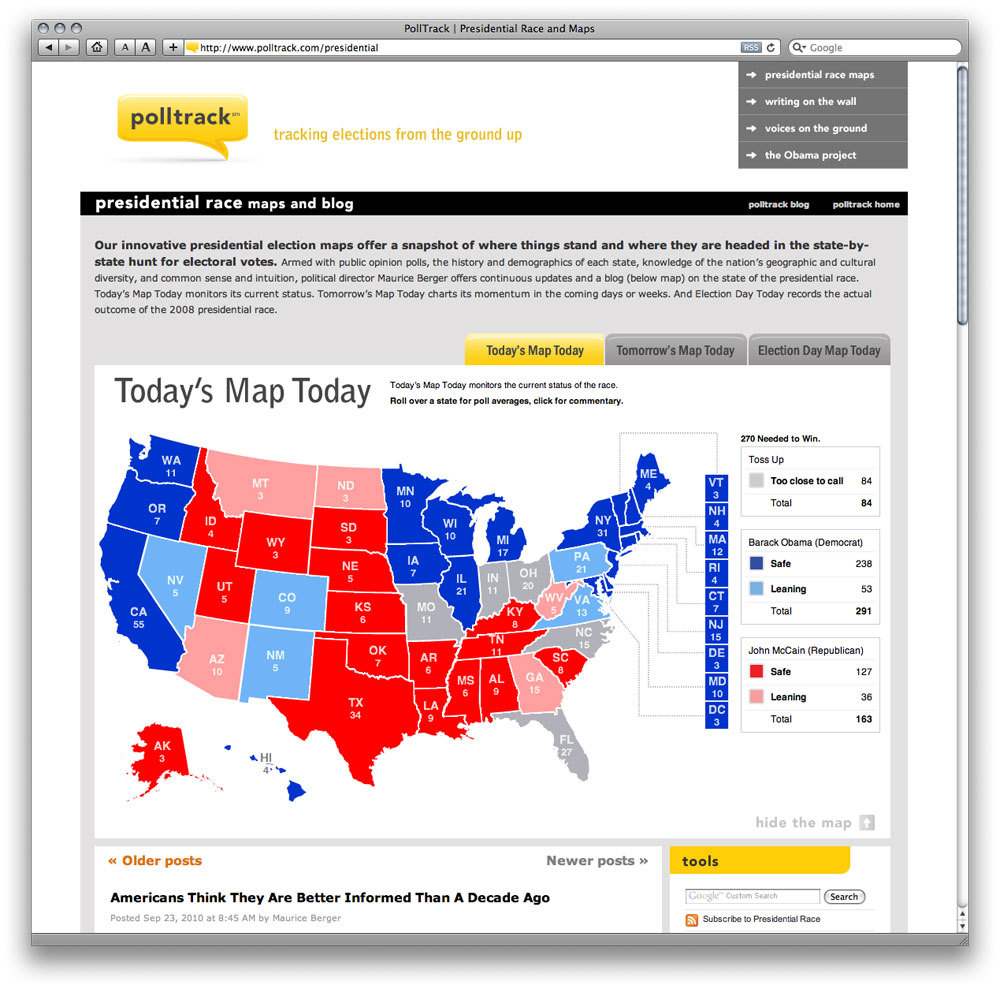 PollTrack | Presidential Race and Maps
A A + http://www.polltrack.com/presidential RSS Google
presidential race maps
writing on the wall
voices on the ground
the Obama project
polltrack
tracking elections from the ground up
presidential race maps and blog
polltrack blog polltrack home
Our innovative presidential election maps offer a snapshot of where things stand and where they are headed in the state-by-
state hunt for electoral votes. Armed with public opinion polls, the history and demographics of each state, knowledge of the nation's geographic and cultural
diversity, and common sense and intuition, political director Maurice Berger offers continuous updates and a blog (below map) on the state of the presidential race.
Today's Map Today monitors its current status. Tomorrow's Map Today charts its momentum in the coming days or weeks. And Election Day Today records the actual
outcome of the 2008 presidential race.
Today's Map Today Tomorrow's Map Today Election Day Map Today
Today's Map Today
Today's Map Today monitors the current status of the race.
Roll over a state for poll averages, click for commentary.
WA
11
OR
7
CA
55
NV
5
ID
4
MT
3
WY
3
UT
5
AZ
10
CO
9
NM
5
ND
3
SD
3
NE
5
KS
6
OK
7
TX
34
MN
10
IA
7
MO
11
AR
6
LA
9
WI
10
IL
21
MI
17
IN
11
OH
20
KY
8
TN
11
MS
6
AL
9
GA
15
FL
27
SC
8
NC
15
VA
13
WV
5
PA
21
NY
31
ME
4
AK
3
HI
4
VT
3
NH
4
MA
12
RI
4
CT
7
NJ
15
DE
3
MD
10
DC
3
270 Needed to Win.
Toss Up
Too close to call 84
Total 84
Barack Obama (Democrat)
Safe 238
Leaning 53
Total 291
John McCain (Republican)
Safe 127
Leaning 36
Total 163
hide the map
« Older posts Newer posts »
Americans Think They Are Better Informed Than A Decade Ago
Posted Sep 23, 2010 at 8:45 AM by Maurice Berger
tools
Google Custom Search Search
Subscribe to Presidential Race